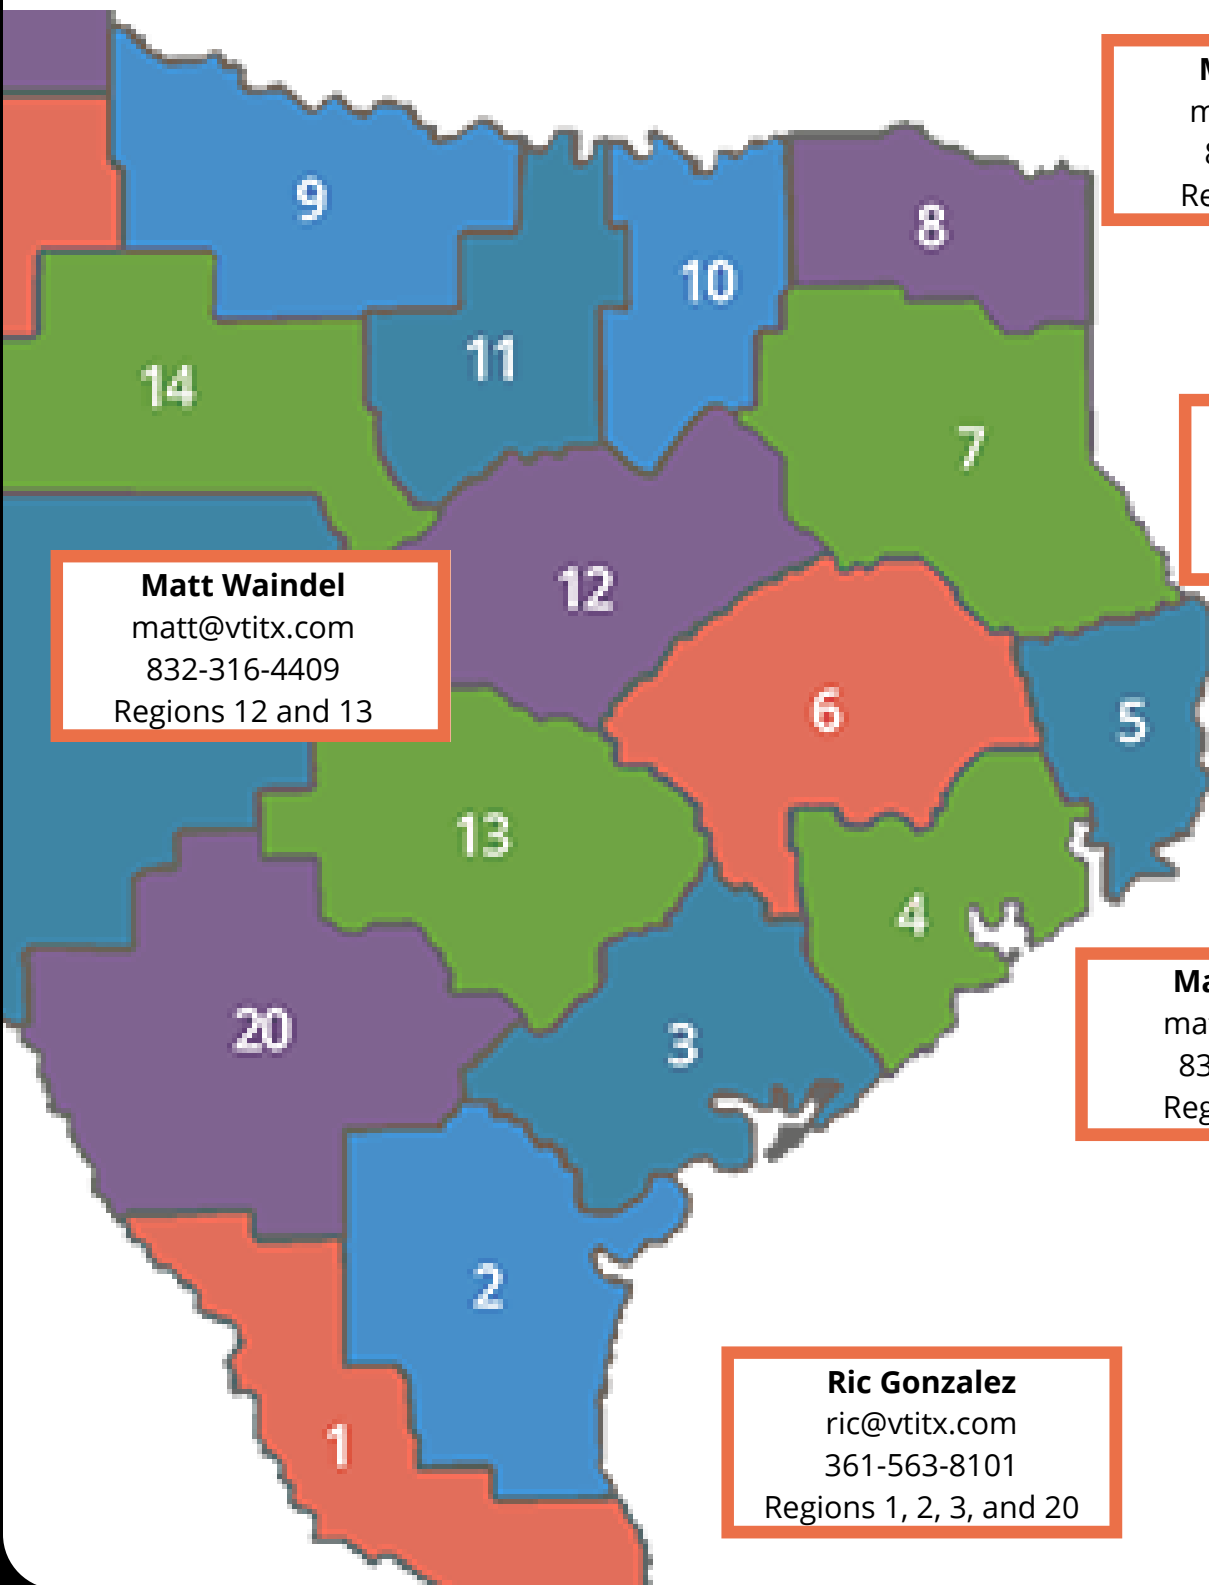 9
8
10
11
14
7
12
Matt Waindel
matt@vtitx.com
832-316-4409
Regions 12 and 13
6
5
13
4
20
3
2
Ric Gonzalez
ric@vtitx.com
361-563-8101
Regions 1, 2, 3, and 20
1